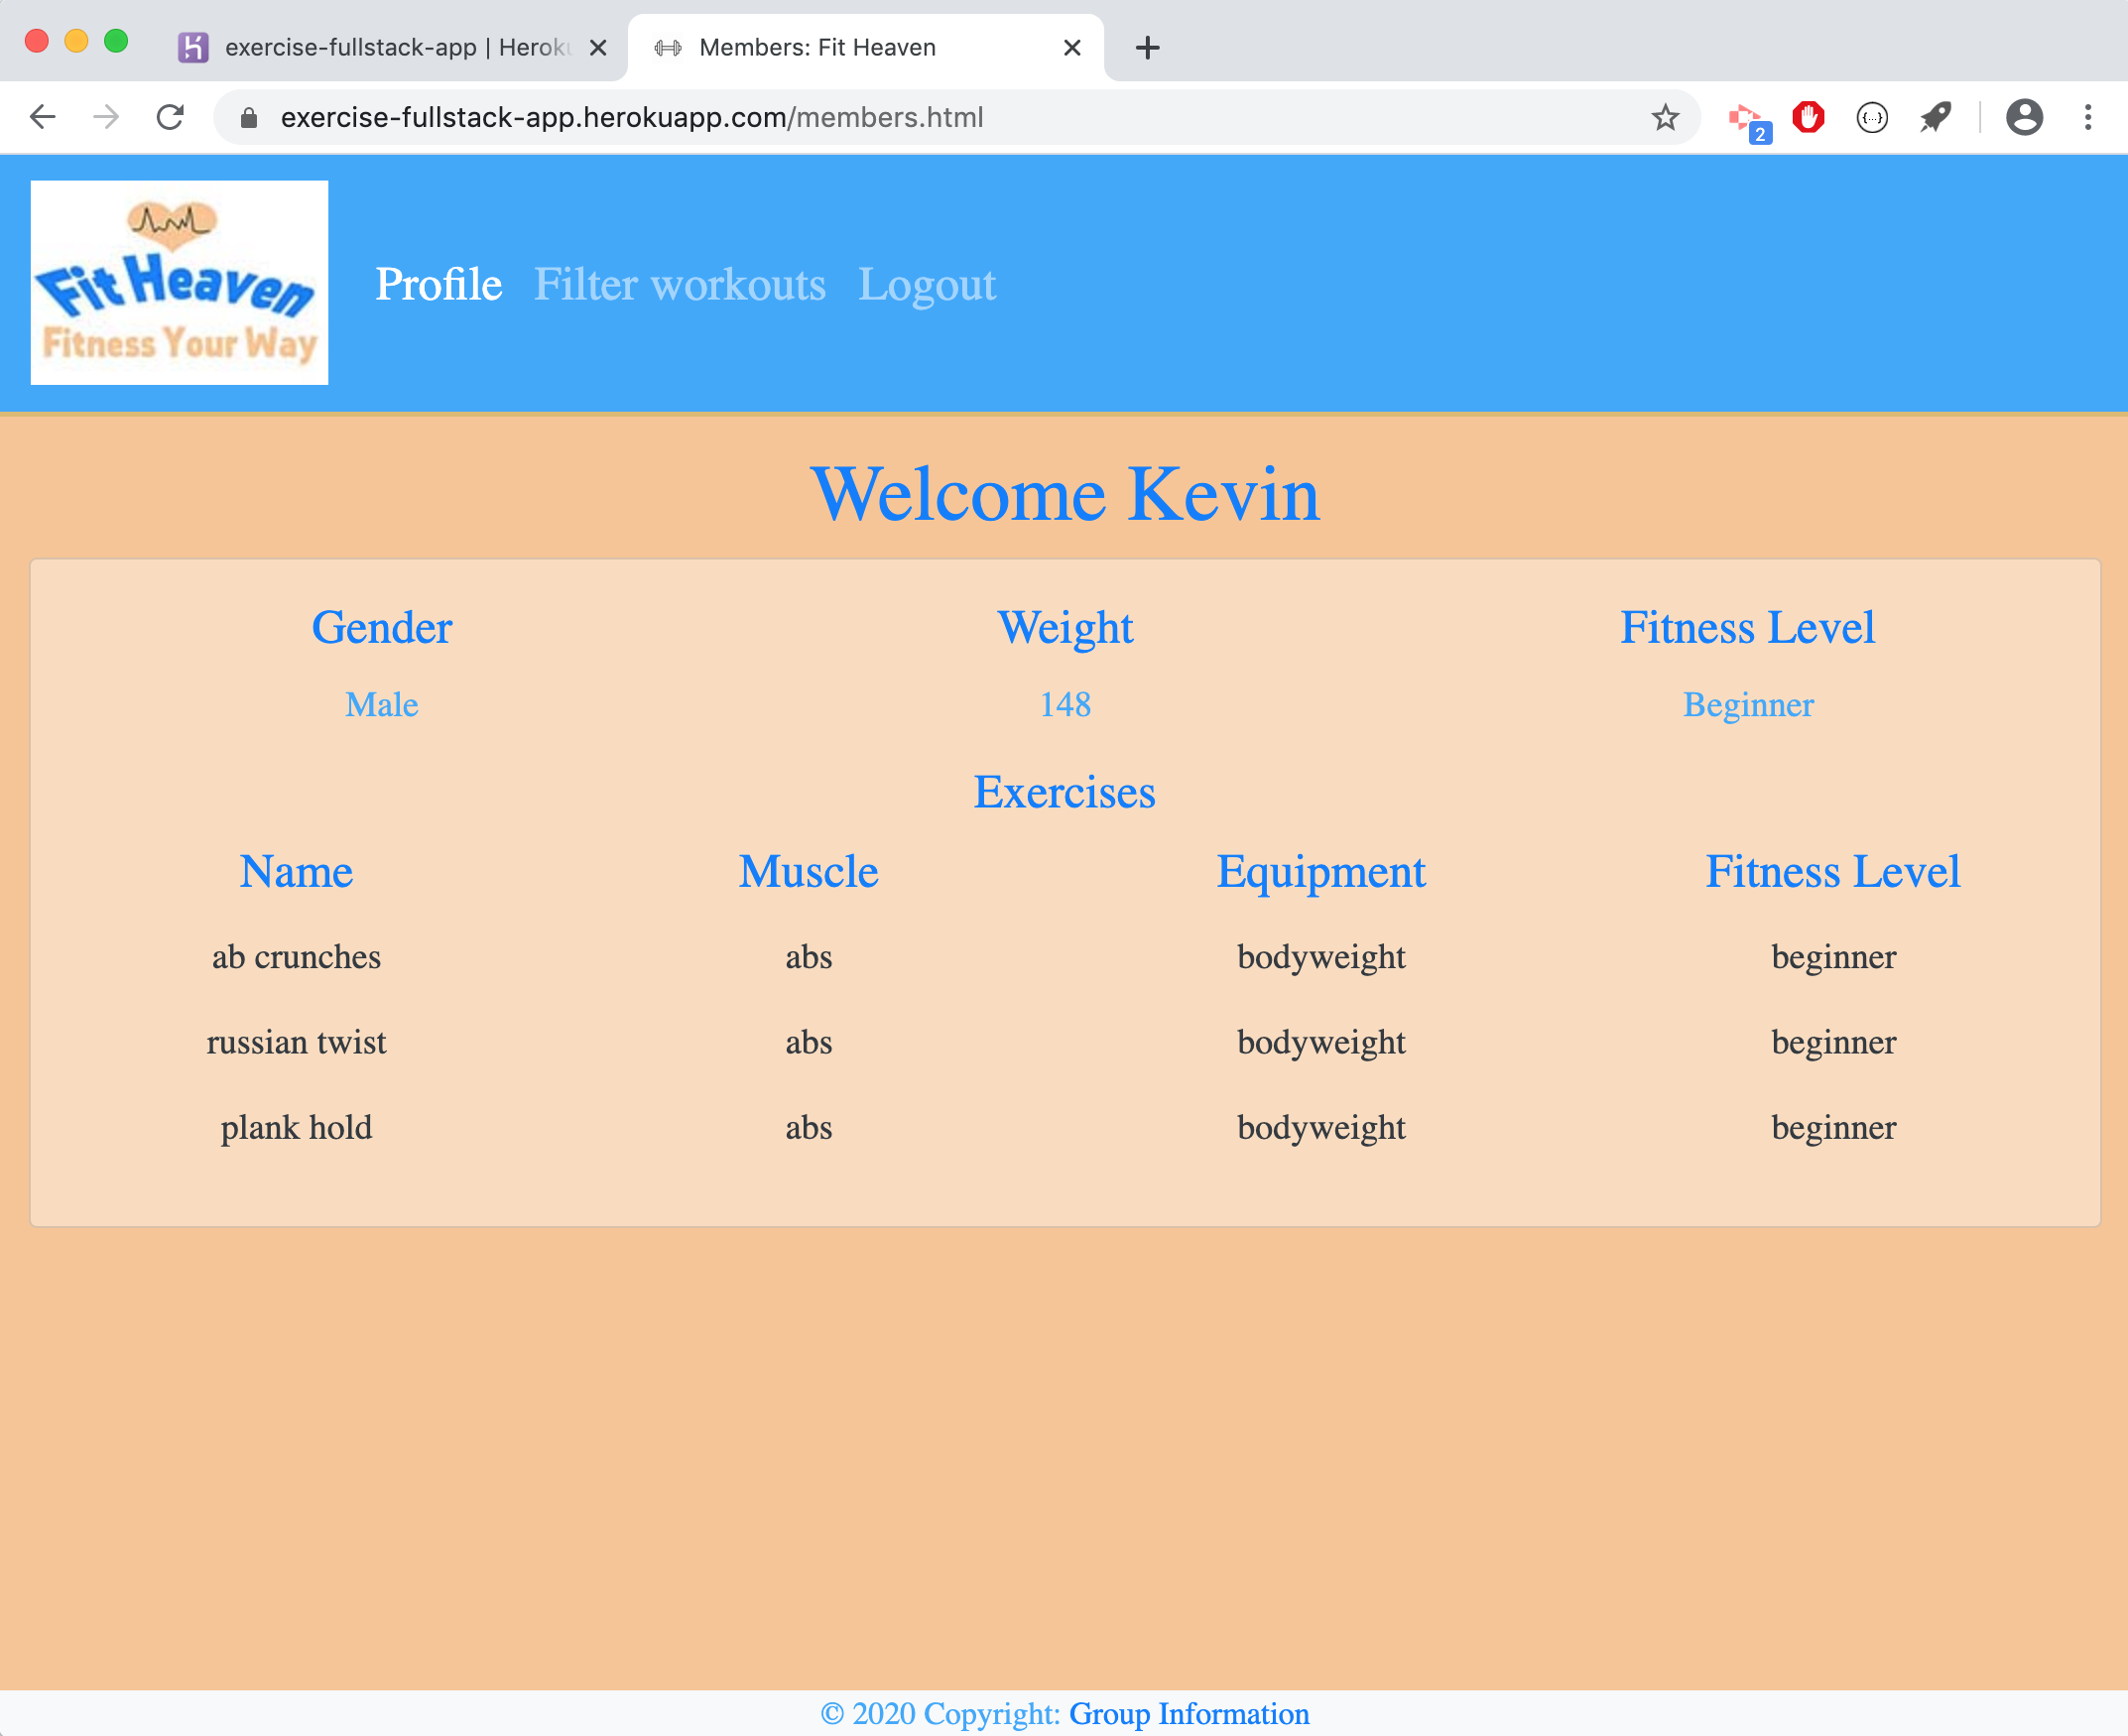 exercise-fullstack-app | Heroku
Members: Fit Heaven
exercise-fullstack-app.herokuapp.com/members.html
2
Fit Heaven
Fitness Your Way
Profile Filter workouts Logout
Welcome Kevin
Gender Weight Fitness Level
Male 148 Beginner
Exercises
Name Muscle Equipment Fitness Level
ab crunches abs bodyweight beginner
russian twist abs bodyweight beginner
plank hold abs bodyweight beginner
© 2020 Copyright: Group Information